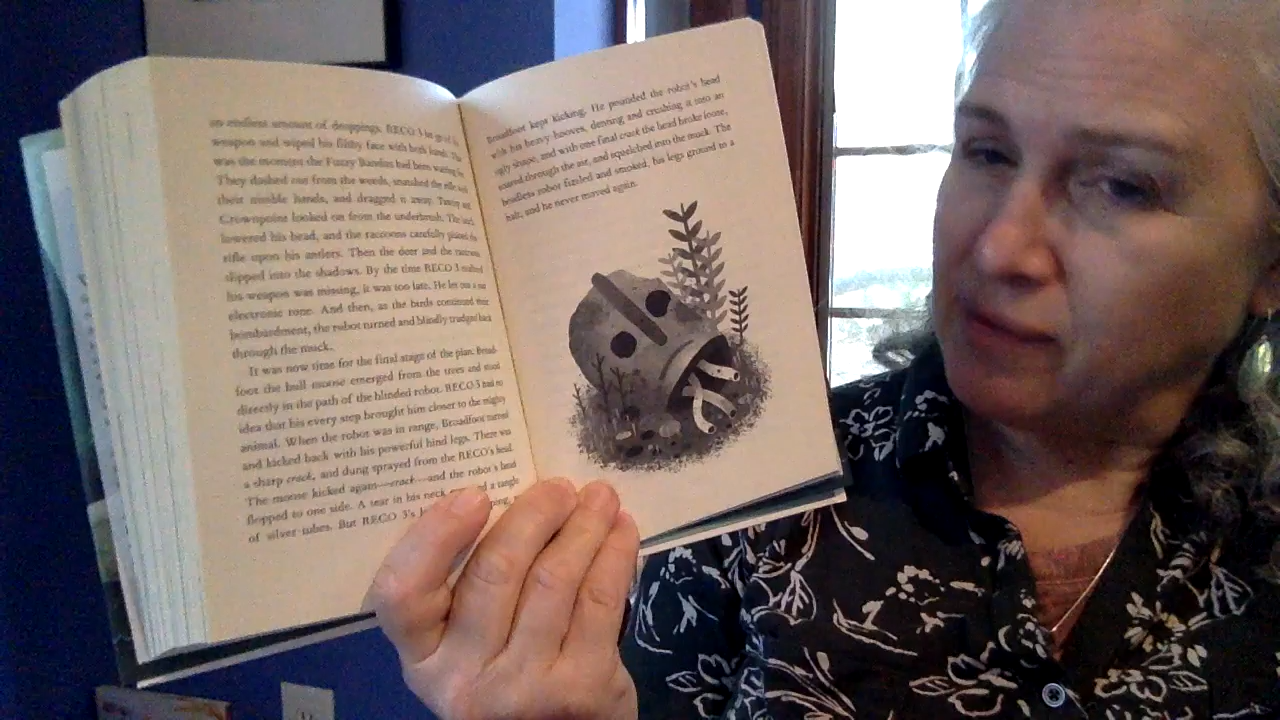 an endless amount of droppings. RECO 3 let go of his
weapon and wiped his filthy face with both hands. This
was the moment the Fuzzy Bandits had been waiting for.
They dashed out from the woods, snatched the rifle with
their nimble hands, and dragged it away. Tawny and
Crownpoint looked on from the underbrush. The buck
lowered his head, and the raccoons carefully placed the
rifle upon his antlers. Then the deer and the raccoons
slipped into the shadows. By the time RECO 3 realized
his weapon was missing, it was too late. He let out a sad
electronic tone. And then, as the birds continued their
bombardment, the robot turned and blindly trudged back
through the muck.
It was now time for the final stage of the plan. Broad-
foot the bull moose emerged from the trees and stood
directly in the path of the blinded robot. RECO 3 had no
idea that his every step brought him closer to the mighty
animal. When the robot was in range, Broadfoot turned
and kicked back with his powerful hind legs. There was
a sharp crack, and dung sprayed from the RECO's head.
The moose kicked again—crack—and the robot's head
flopped to one side. A tear in his neck a tangle
of silver tubes. But RECO 3's
Broadfoot kept kicking. He pounded the robot's head
with his heavy hooves, denting and crushing it into an
ugly shape, and with one final crack the head broke loose,
soared through the air, and squelched into the muck. The
headless robot fizzled and smoked, his legs ground to a
halt, and he never moved again.